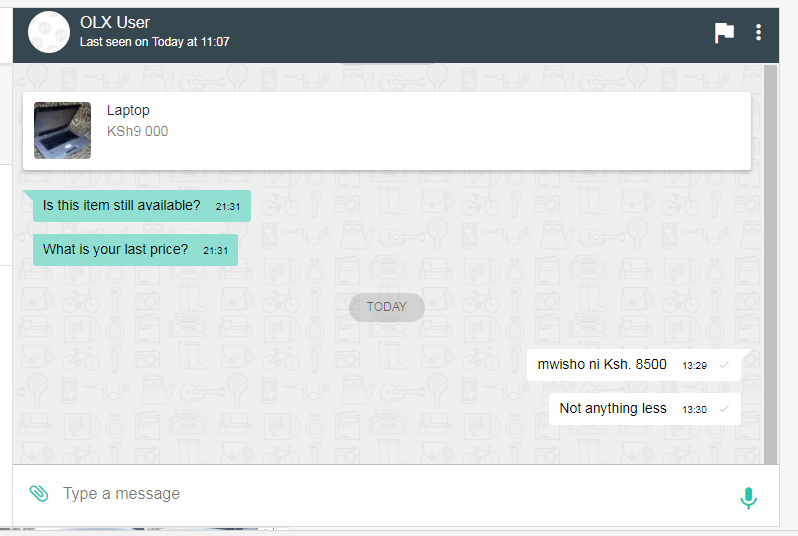 OLX User
Last seen on Today at 11:07
Laptop
KSh9 000
Is this item still available? 21:31
What is your last price? 21:31
TODAY
mwisho ni Ksh. 8500 13:29
Not anything less 13:30
Type a message